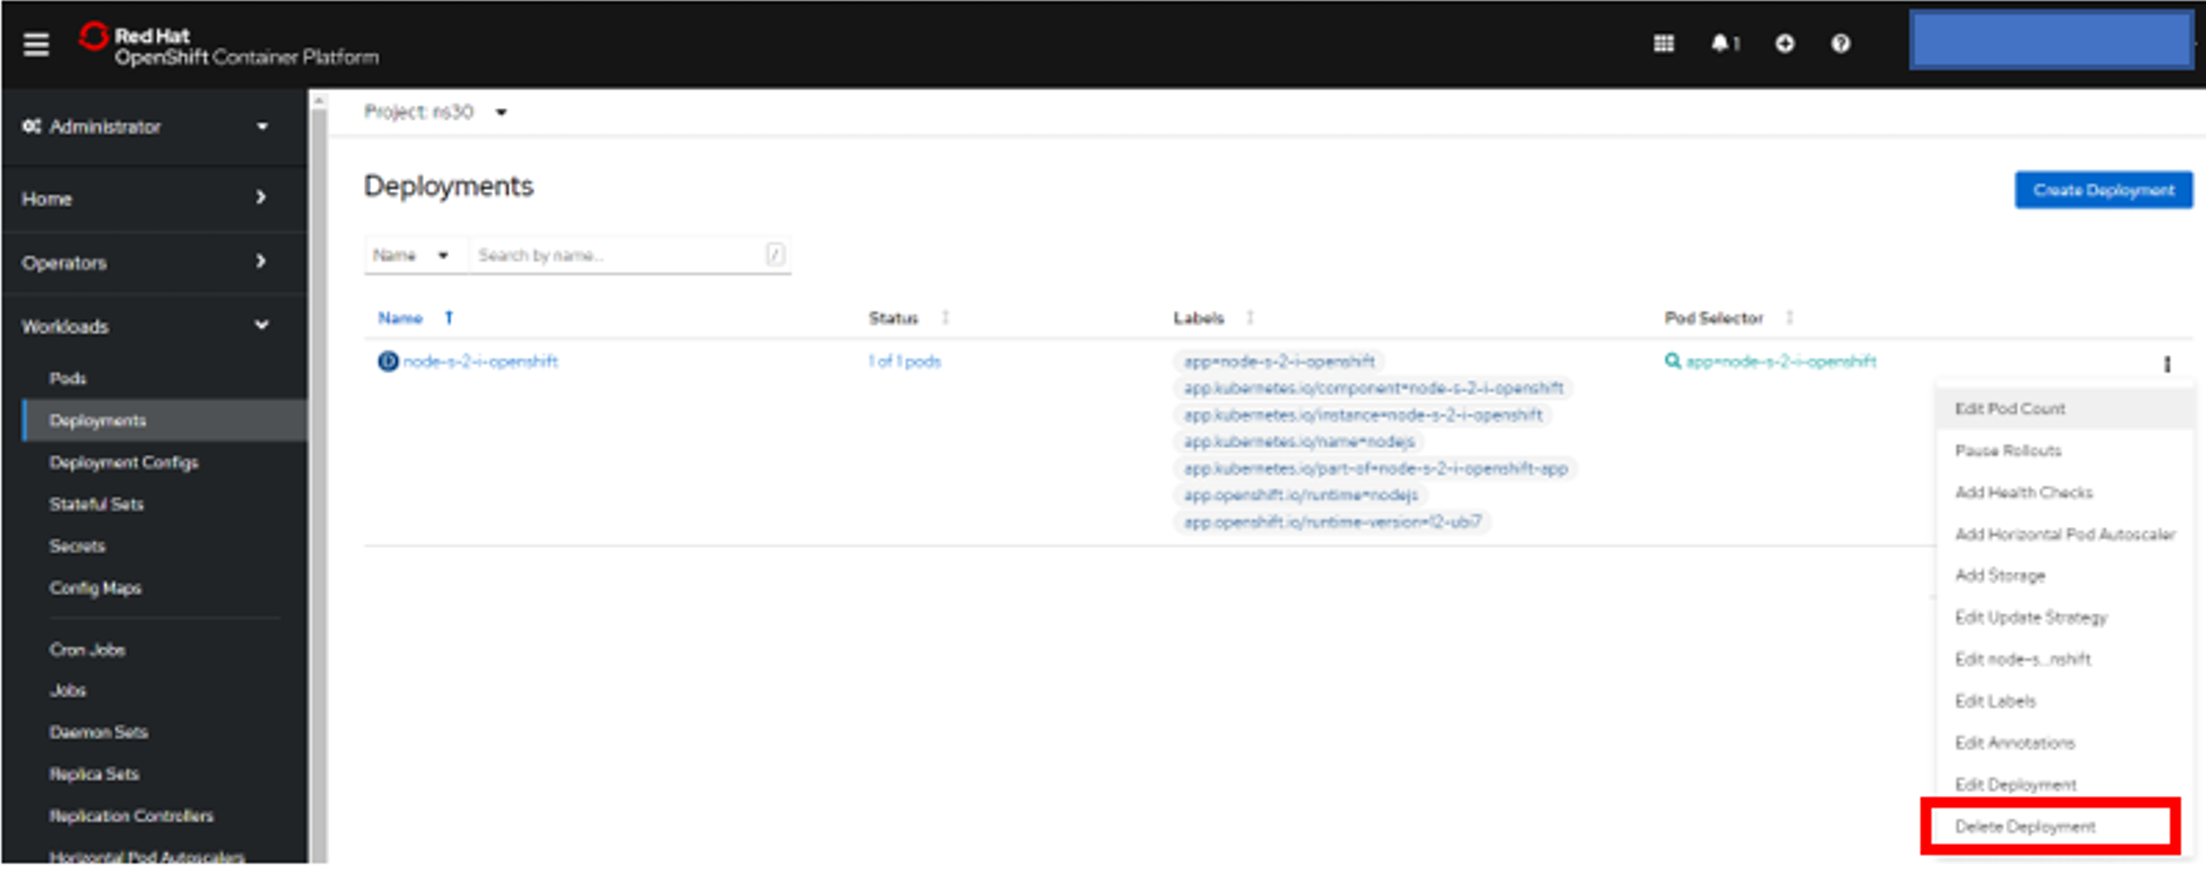 Red Hat
OpenShift Container Platform
1
Administrator
Project: ns30
Home
Operators
Workloads
Pods
Deployments
Deployment Configs
Stateful Sets
Secrets
Config Maps
Cron Jobs
Jobs
Daemon Sets
Replica Sets
Replication Controllers
Horizontal Pod Autoscalers
Deployments
Create Deployment
Name
Search by name...
/
Name Status Labels Pod Selector
D node-s-2-i-openshift 1 of 1 pods app=node-s-2-i-openshift app=node-s-2-i-openshift
app.kubernetes.io/component=node-s-2-i-openshift
app.kubernetes.io/instance=node-s-2-i-openshift
app.kubernetes.io/name=nodejs
app.kubernetes.io/part-of=node-s-2-i-openshift-app
app.openshift.io/runtime=nodejs
app.openshift.io/runtime-version=12-ubi7
Edit Pod Count
Pause Rollouts
Add Health Checks
Add Horizontal Pod Autoscaler
Add Storage
Edit Update Strategy
Edit node-s...nshift
Edit Labels
Edit Annotations
Edit Deployment
Delete Deployment